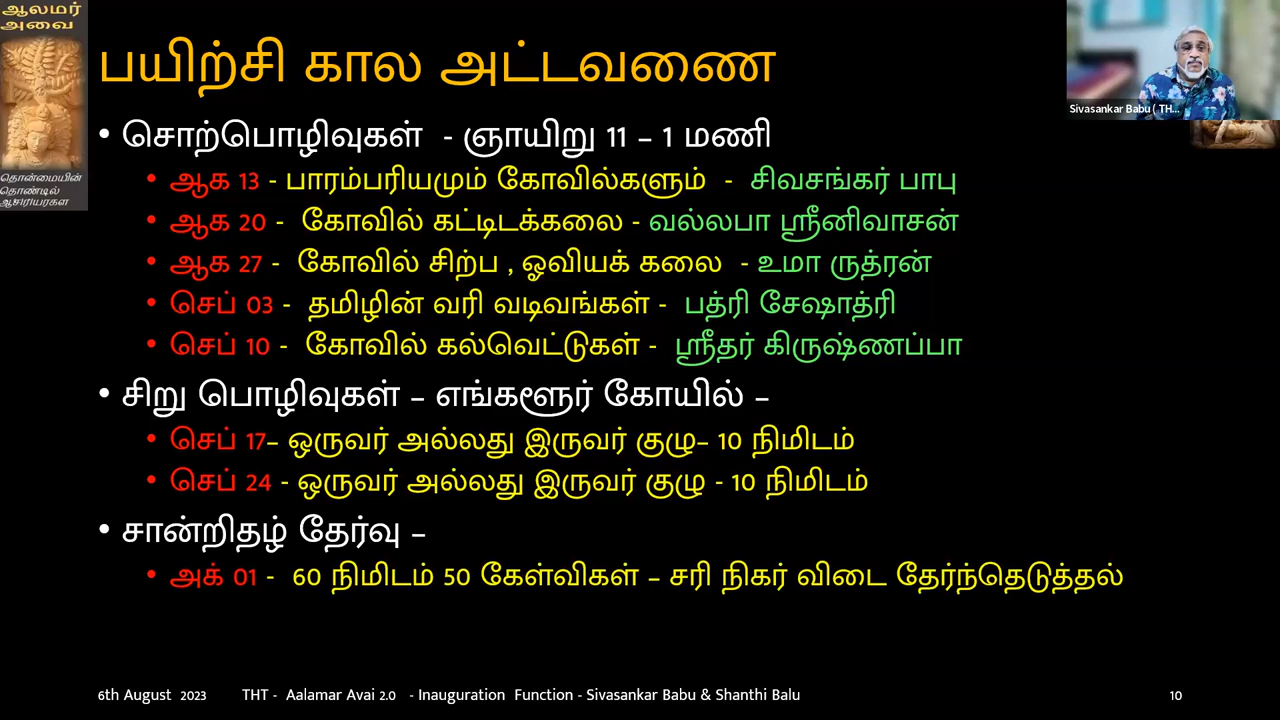 ஆலமர்
அவை
தொன்மையின்
தொண்டில்
பயிற்சி கால அட்டவணை
Sivasankar Babu ( TH...
• சொற்பொழிவுகள் - ஞாயிறு 11 – 1 மணி
• ஆக 13 - பாரம்பரியமும் கோவில்களும் - சிவசங்கர் பாபு
• ஆக 20 - கோவில் கட்டிடக்கலை - வல்லபா ஸ்ரீனிவாசன்
• ஆக 27 - கோவில் சிற்ப , ஓவியக் கலை - உமா ருத்ரன்
• செப் 03 - தமிழின் வரி வடிவங்கள் - பத்ரி சேஷாத்ரி
• செப் 10 - கோவில் கல்வெட்டுகள் - ஸ்ரீதர் கிருஷ்ணப்பா
• சிறு பொழிவுகள் – எங்களூர் கோயில் –
• செப் 17– ஒருவர் அல்லது இருவர் குழு– 10 நிமிடம்
• செப் 24 - ஒருவர் அல்லது இருவர் குழு - 10 நிமிடம்
• சான்றிதழ் தேர்வு –
• அக் 01 - 60 நிமிடம் 50 கேள்விகள் – சரி நிகர் விடை தேர்ந்தெடுத்தல்
6th August 2023 THT - Aalamar Avai 2.0 - Inauguration Function - Sivasankar Babu & Shanthi Balu 10